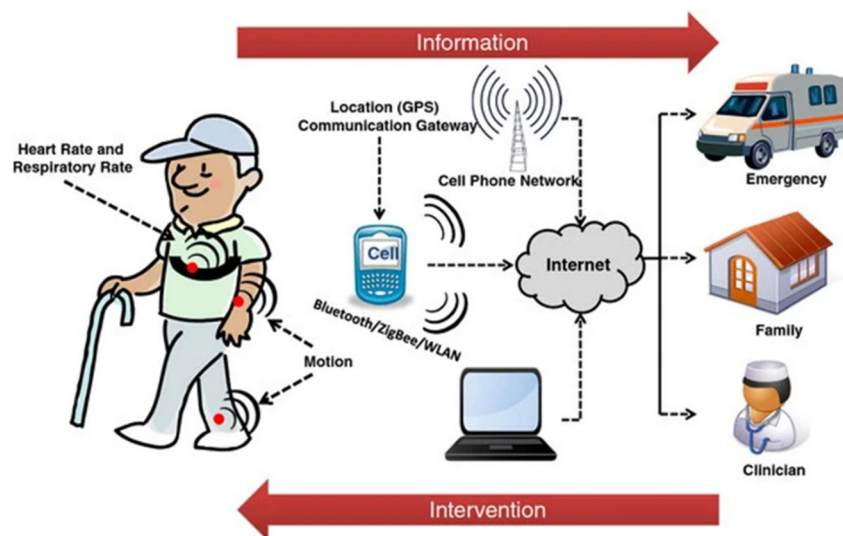 Information
Location (GPS)
Communication Gateway
Heart Rate and
Respiratory Rate
Cell Phone Network
Emergency
Cell
Internet
Bluetooth/ZigBee/WLAN
Family
Motion
Clinician
Intervention